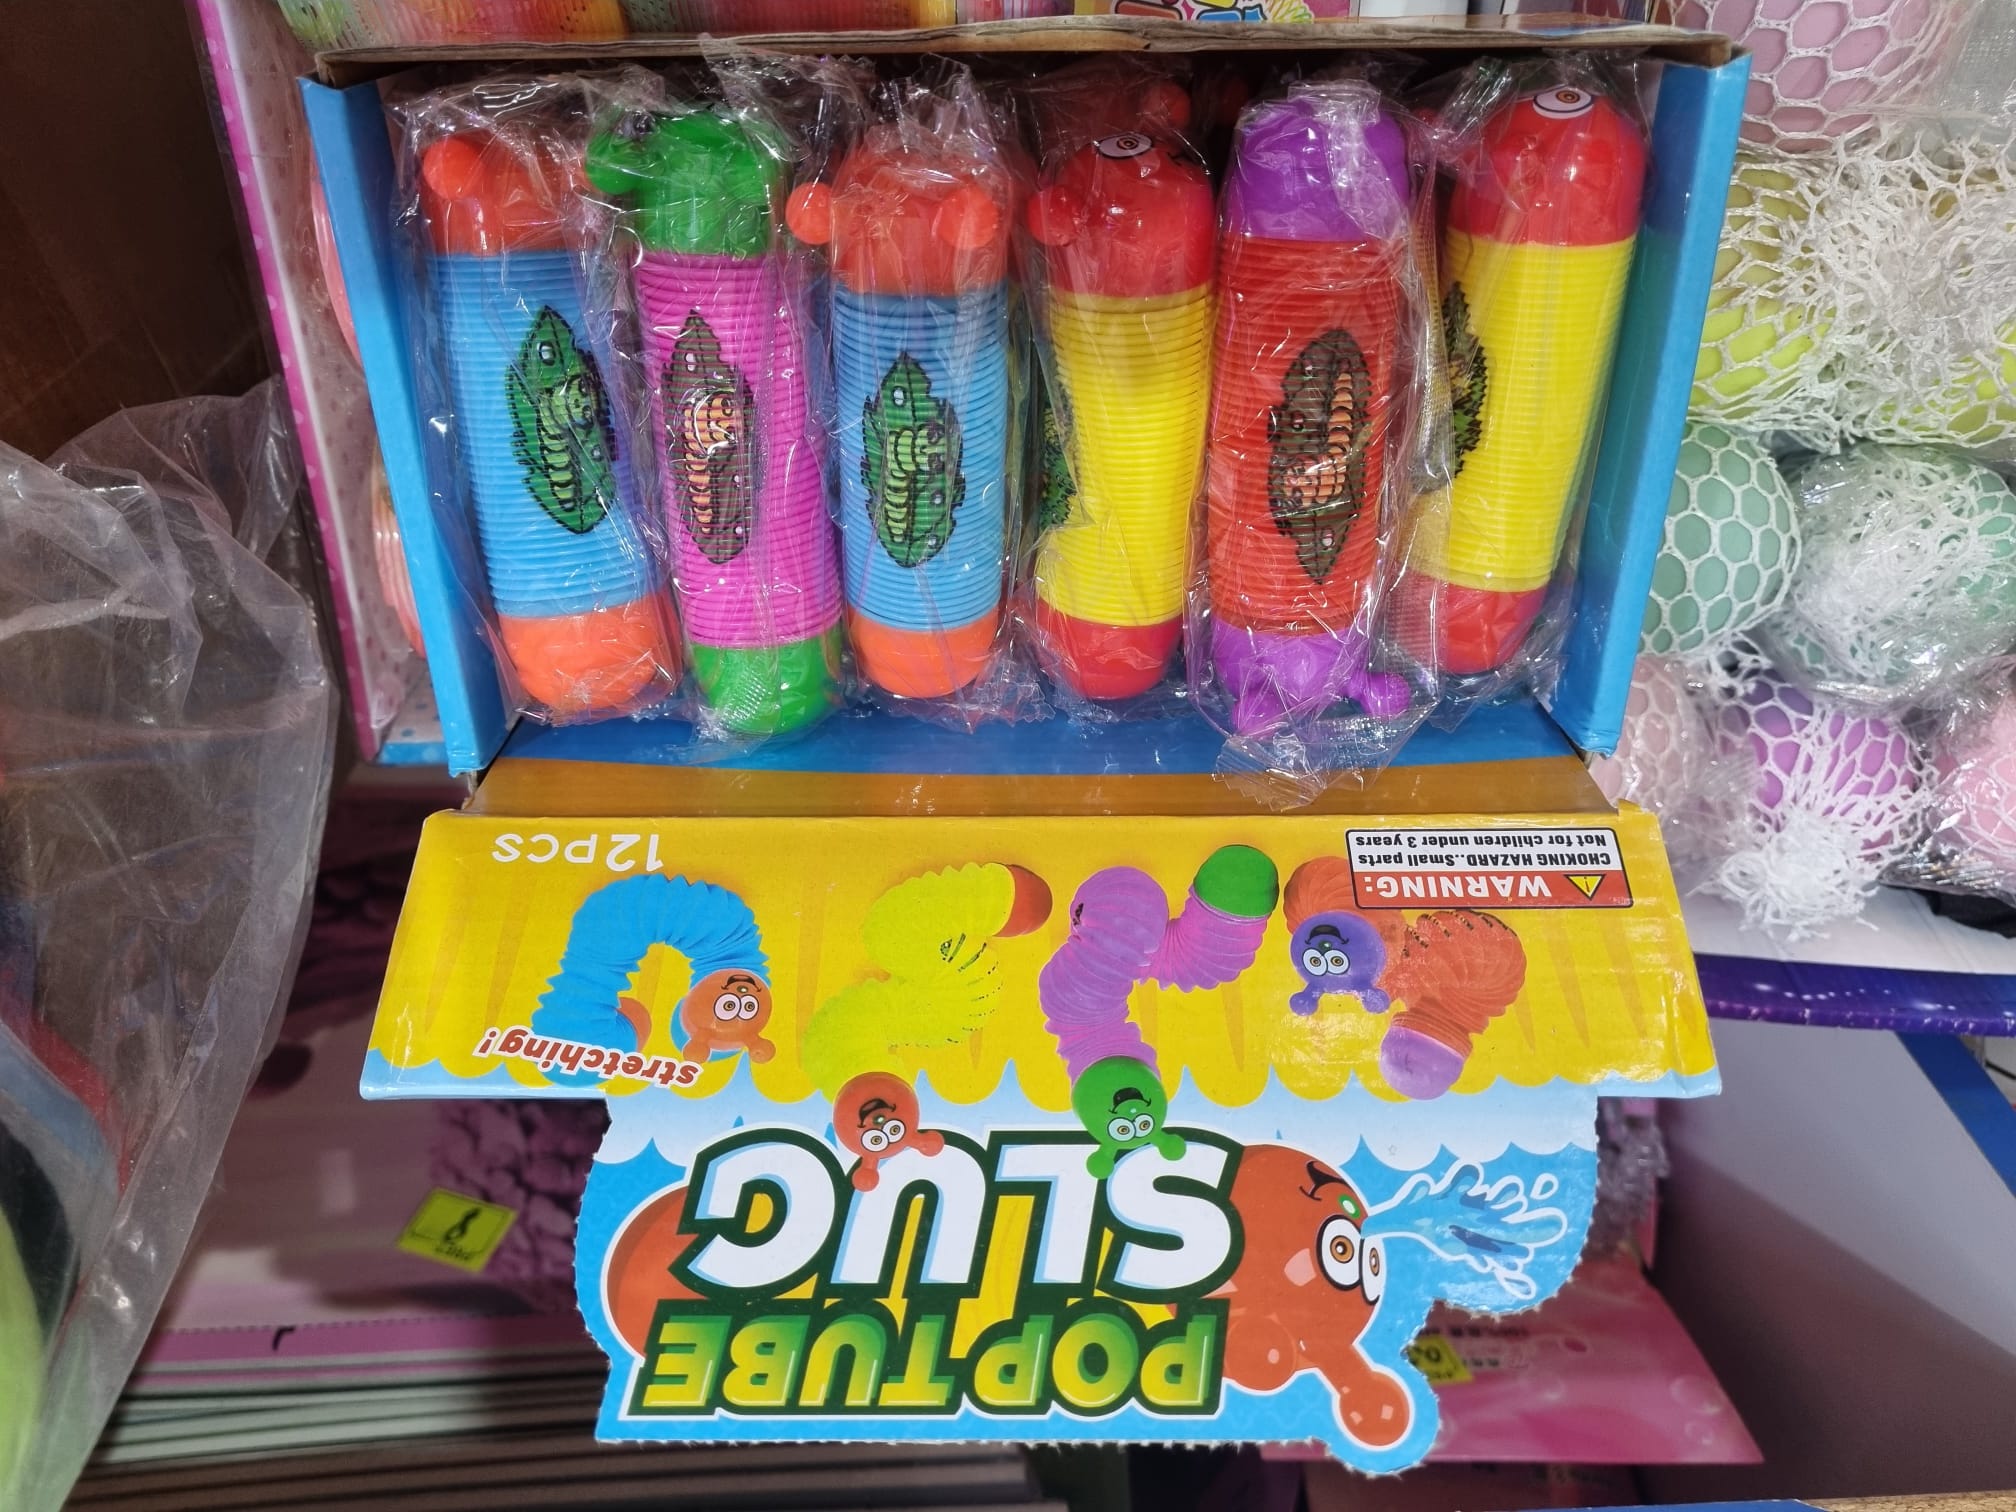 POP TUBE
SLUG
stretching!
WARNING:
CHOKING HAZARD..Small parts
Not for children under 3 years
12PCS